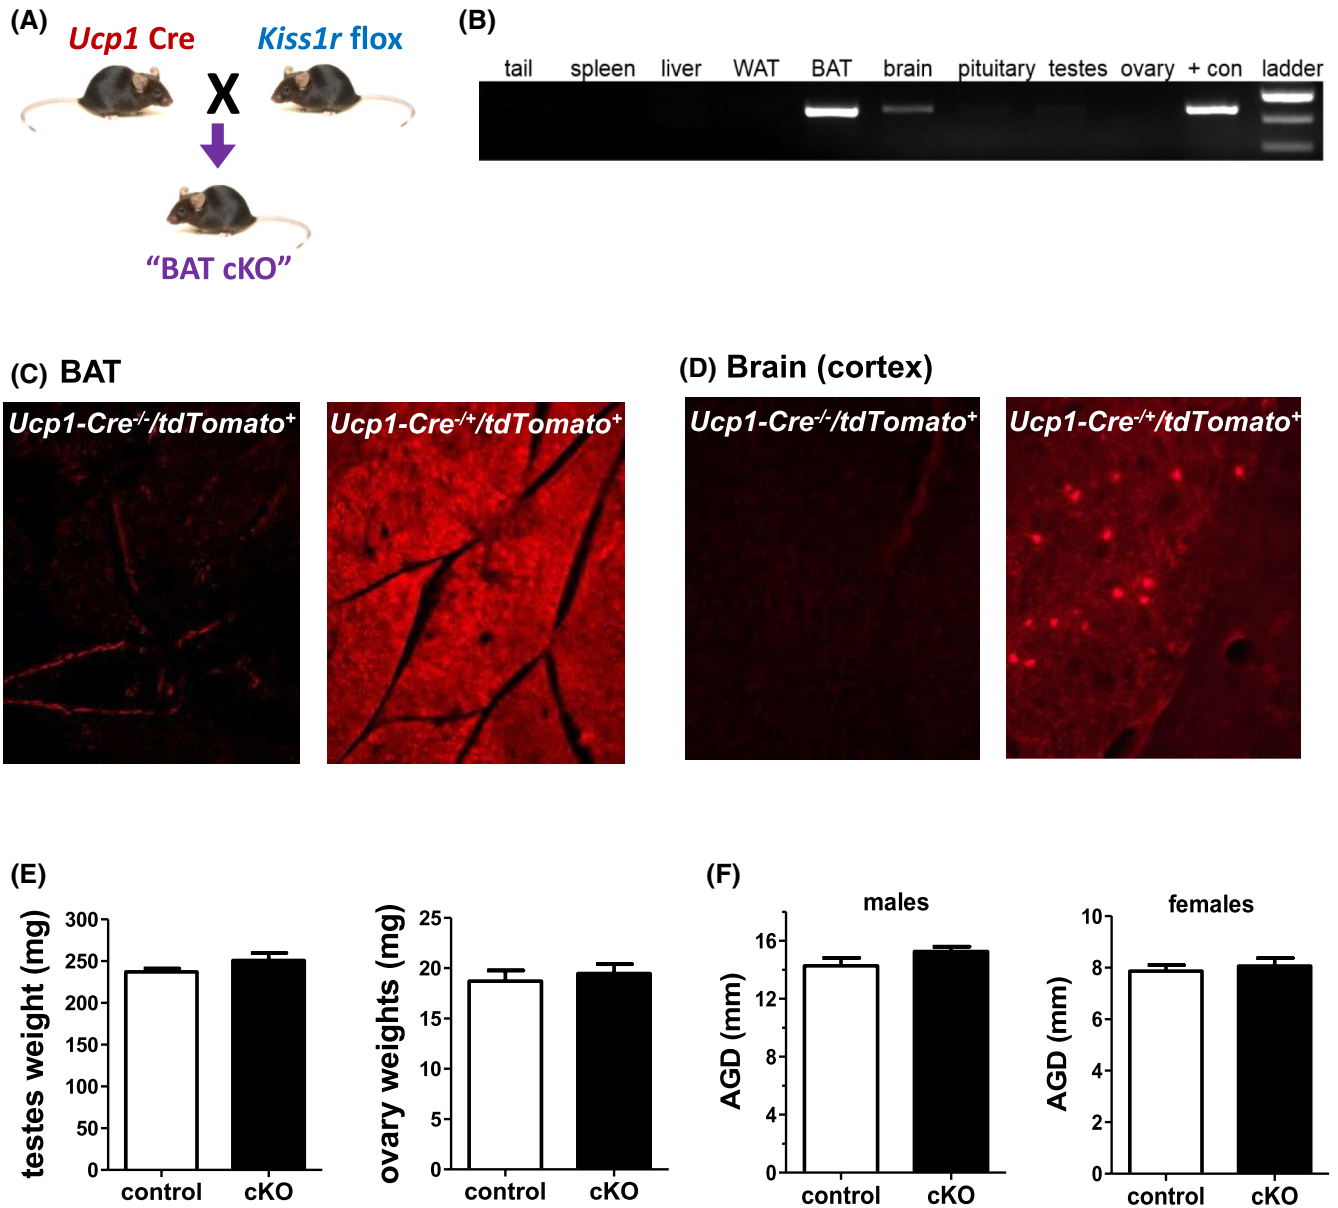 (A)
Ucp1 Cre Kiss1r flox
X
“BAT cKO”
(B)
tail spleen liver WAT BAT brain pituitary testes ovary + con ladder
(C) BAT
Ucp1-Cre-/-/tdTomato+ Ucp1-Cre-/+/tdTomato+
(D) Brain (cortex)
Ucp1-Cre-/-/tdTomato+ Ucp1-Cre-/+/tdTomato+
(E)
testes weight (mg)
300
250
200
150
100
50
0
control cKO
ovary weights (mg)
25
20
15
10
5
0
control cKO
(F)
males
AGD (mm)
16
12
8
4
0
control cKO
females
AGD (mm)
10
8
6
4
2
0
control cKO